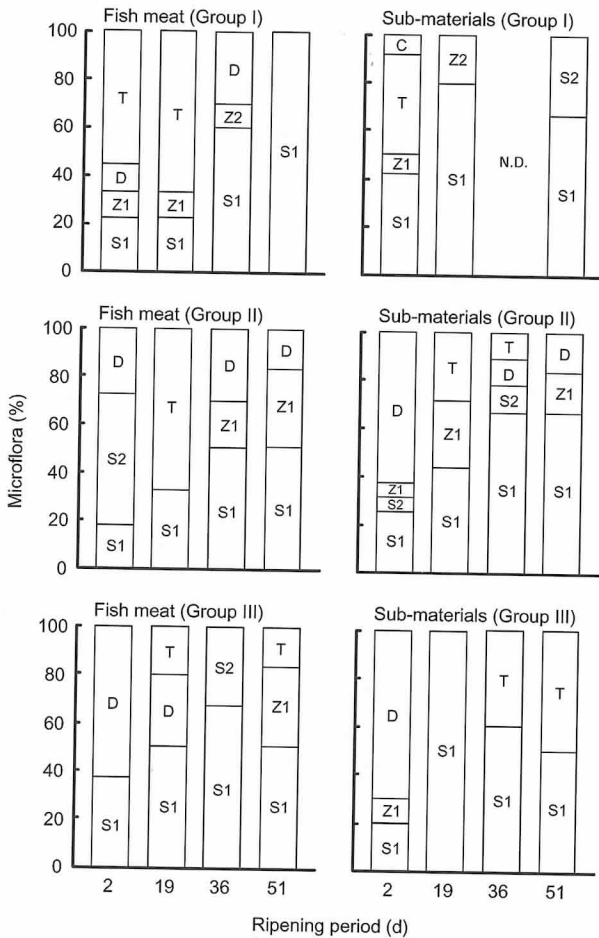 Fish meat (Group I)
100
80
60
40
20
0
T
D
Z1
S1
T
Z1
S1
D
Z2
S1
S1
Sub-materials (Group I)
C
T
Z1
S1
Z2
S1
N.D.
S2
S1
Microflora (%)
Fish meat (Group II)
100
80
60
40
20
0
D
S2
S1
T
S1
D
Z1
S1
D
Z1
S1
Sub-materials (Group II)
D
Z1
S2
S1
T
Z1
S1
T
D
S2
S1
D
Z1
S1
Fish meat (Group III)
100
80
60
40
20
0
D
S1
T
D
S1
S2
S1
T
Z1
S1
2 19 36 51
Sub-materials (Group III)
D
Z1
S1
S1
T
S1
T
S1
2 19 36 51
Ripening period (d)